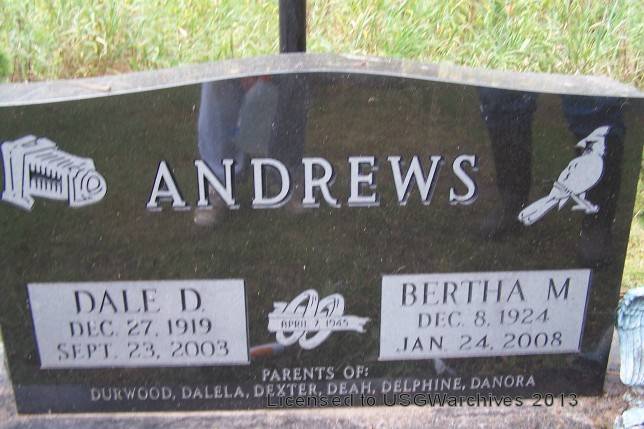 ANDREWS
DALE D.
DEC. 27, 1919
SEPT. 23, 2003
APRIL 7, 1945
BERTHA M.
DEC. 8, 1924
JAN. 24, 2008
PARENTS OF:
DURWOOD, DALELA, DEXTER, DEAH, DELPHINE, DANORA
Licensed to USGWarchives 2013